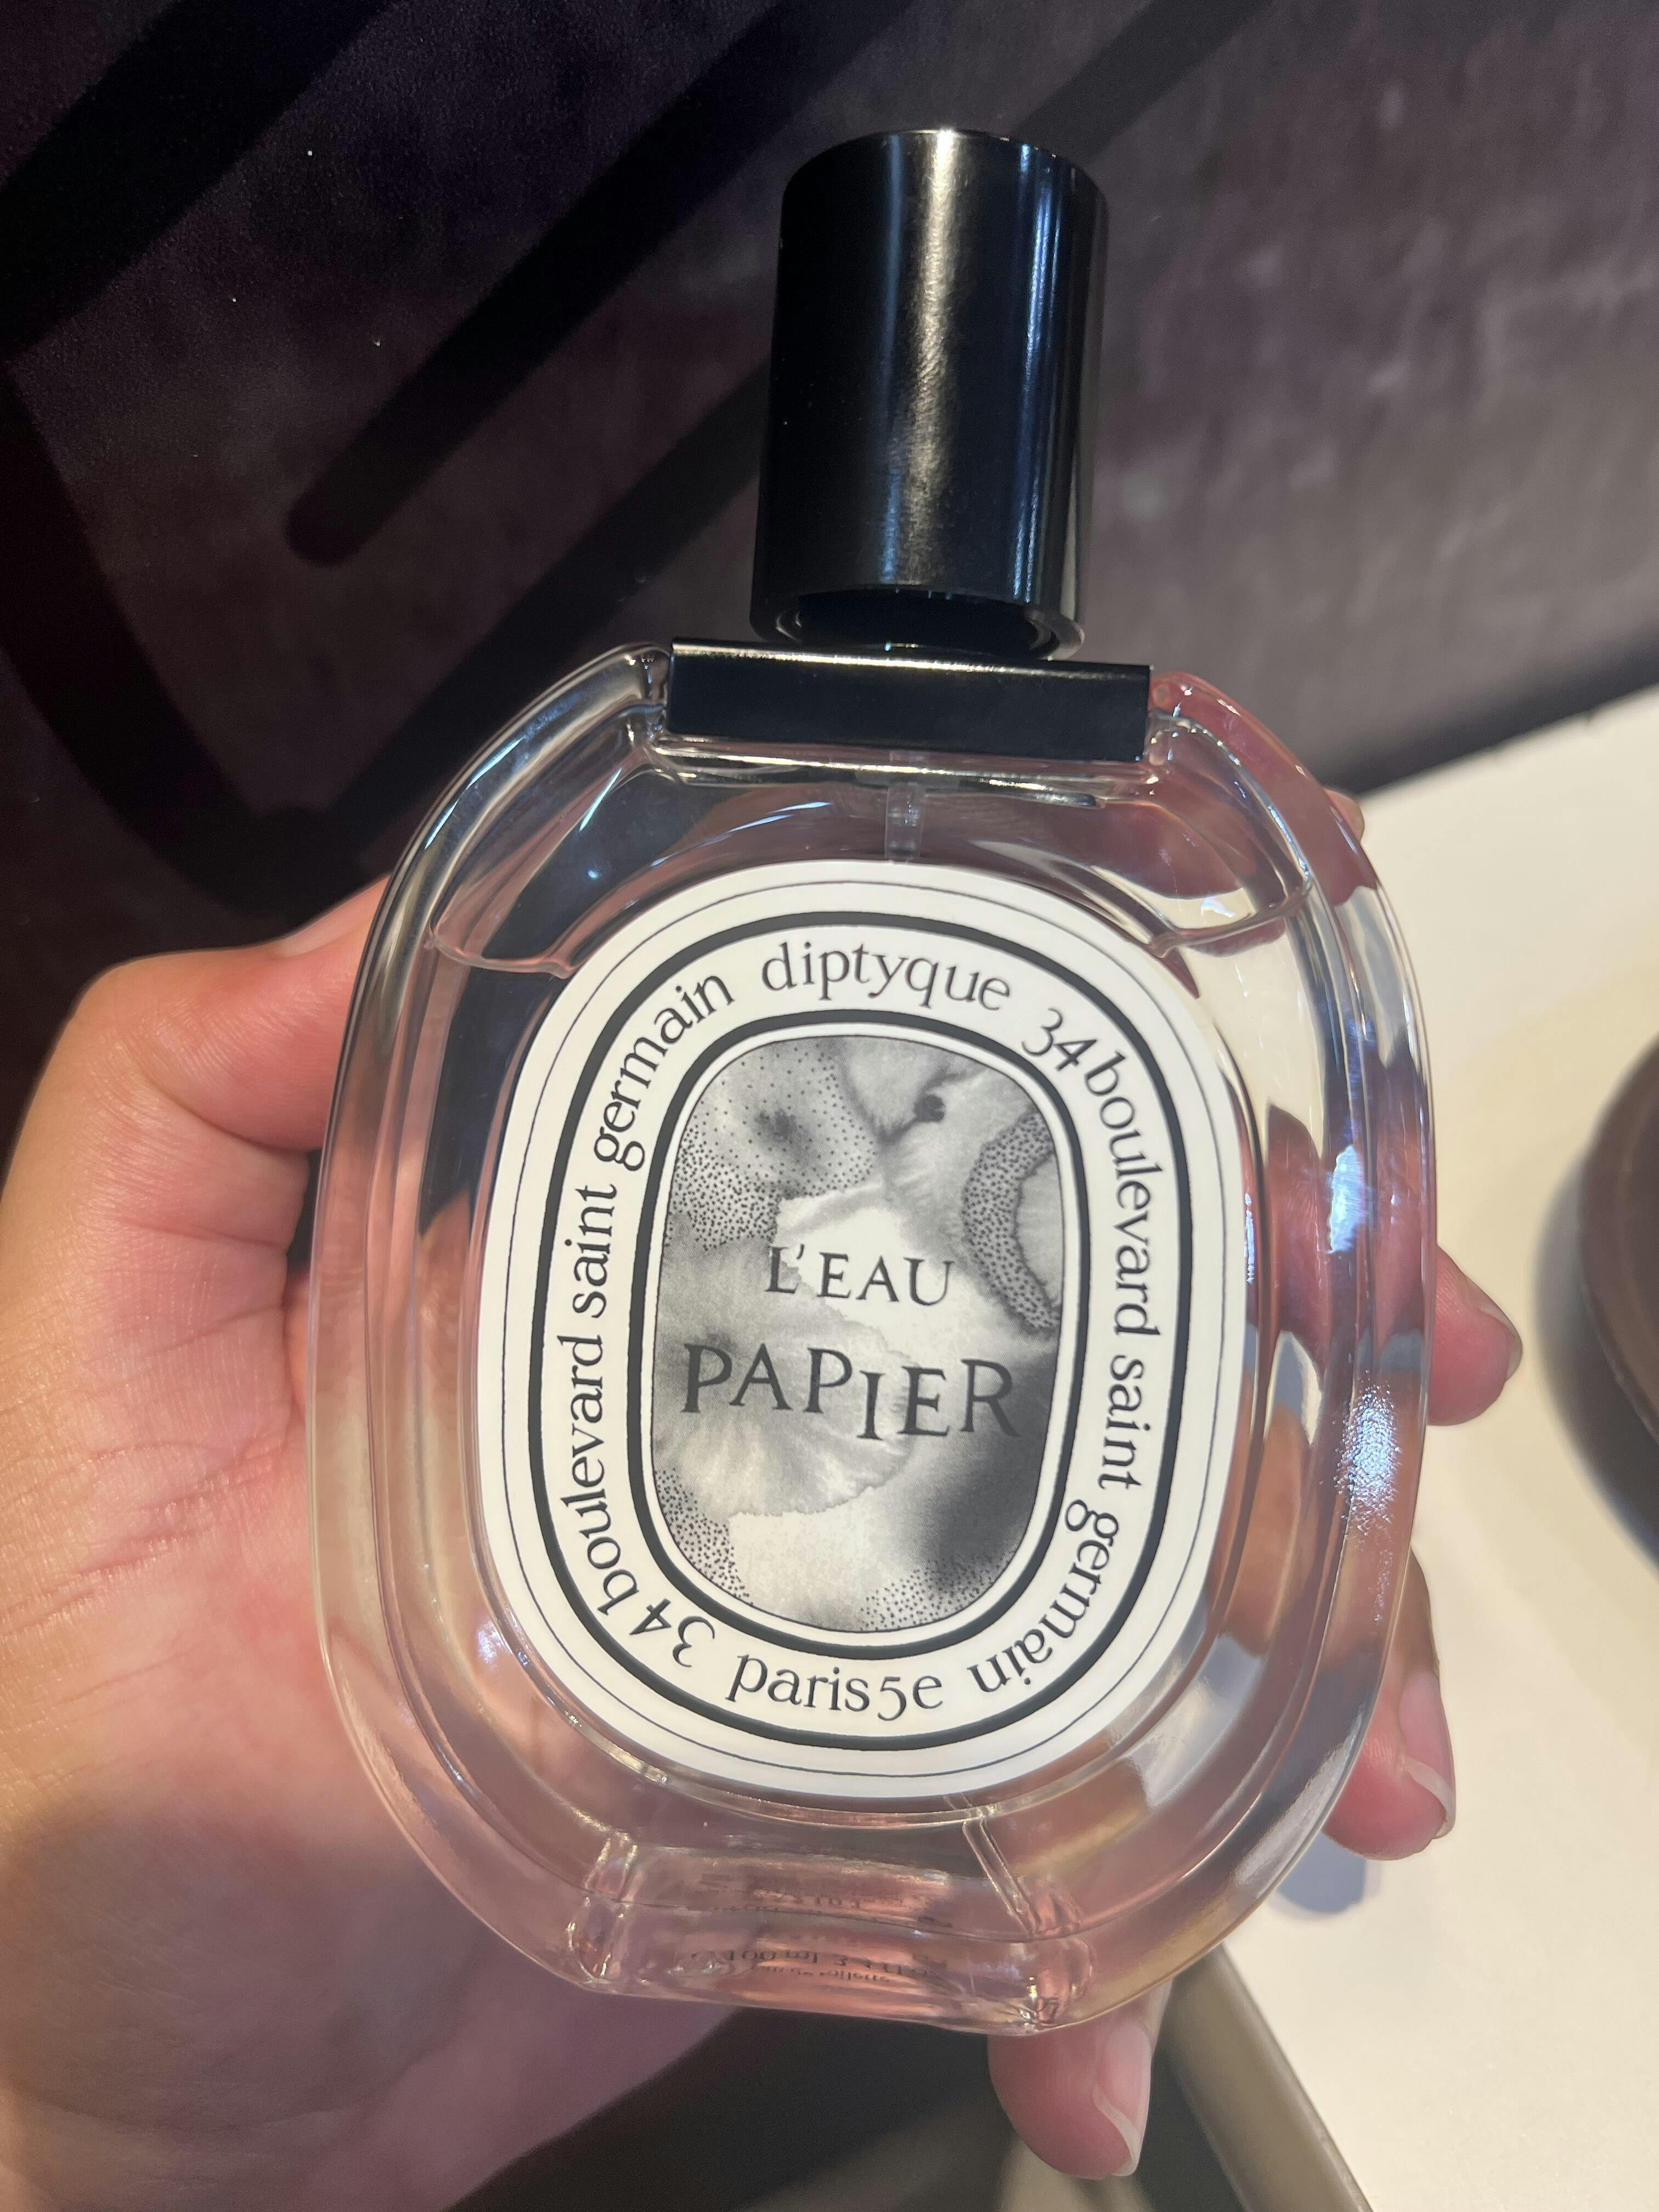 diptyque 34 boulevard saint germain paris5e 34 boulevard saint germain
L'EAU
PAPIER